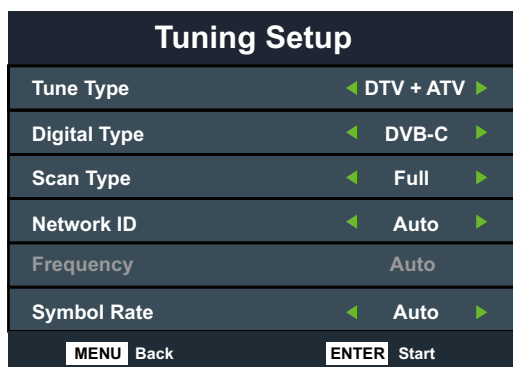 Tuning Setup
Tune Type DTV + ATV
Digital Type DVB-C
Scan Type Full
Network ID Auto
Frequency Auto
Symbol Rate Auto
MENU Back ENTER Start